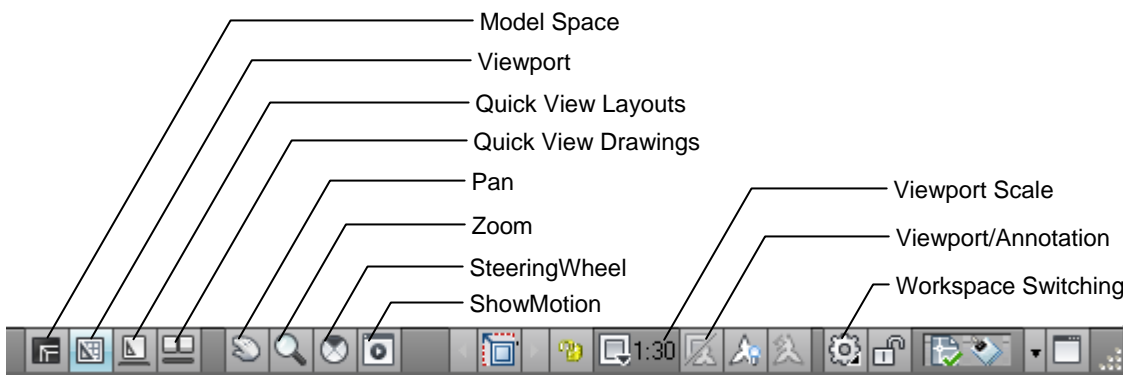 Model Space
Viewport
Quick View Layouts
Quick View Drawings
Pan
Zoom
SteeringWheel
ShowMotion
Viewport Scale
Viewport/Annotation
Workspace Switching
1:30